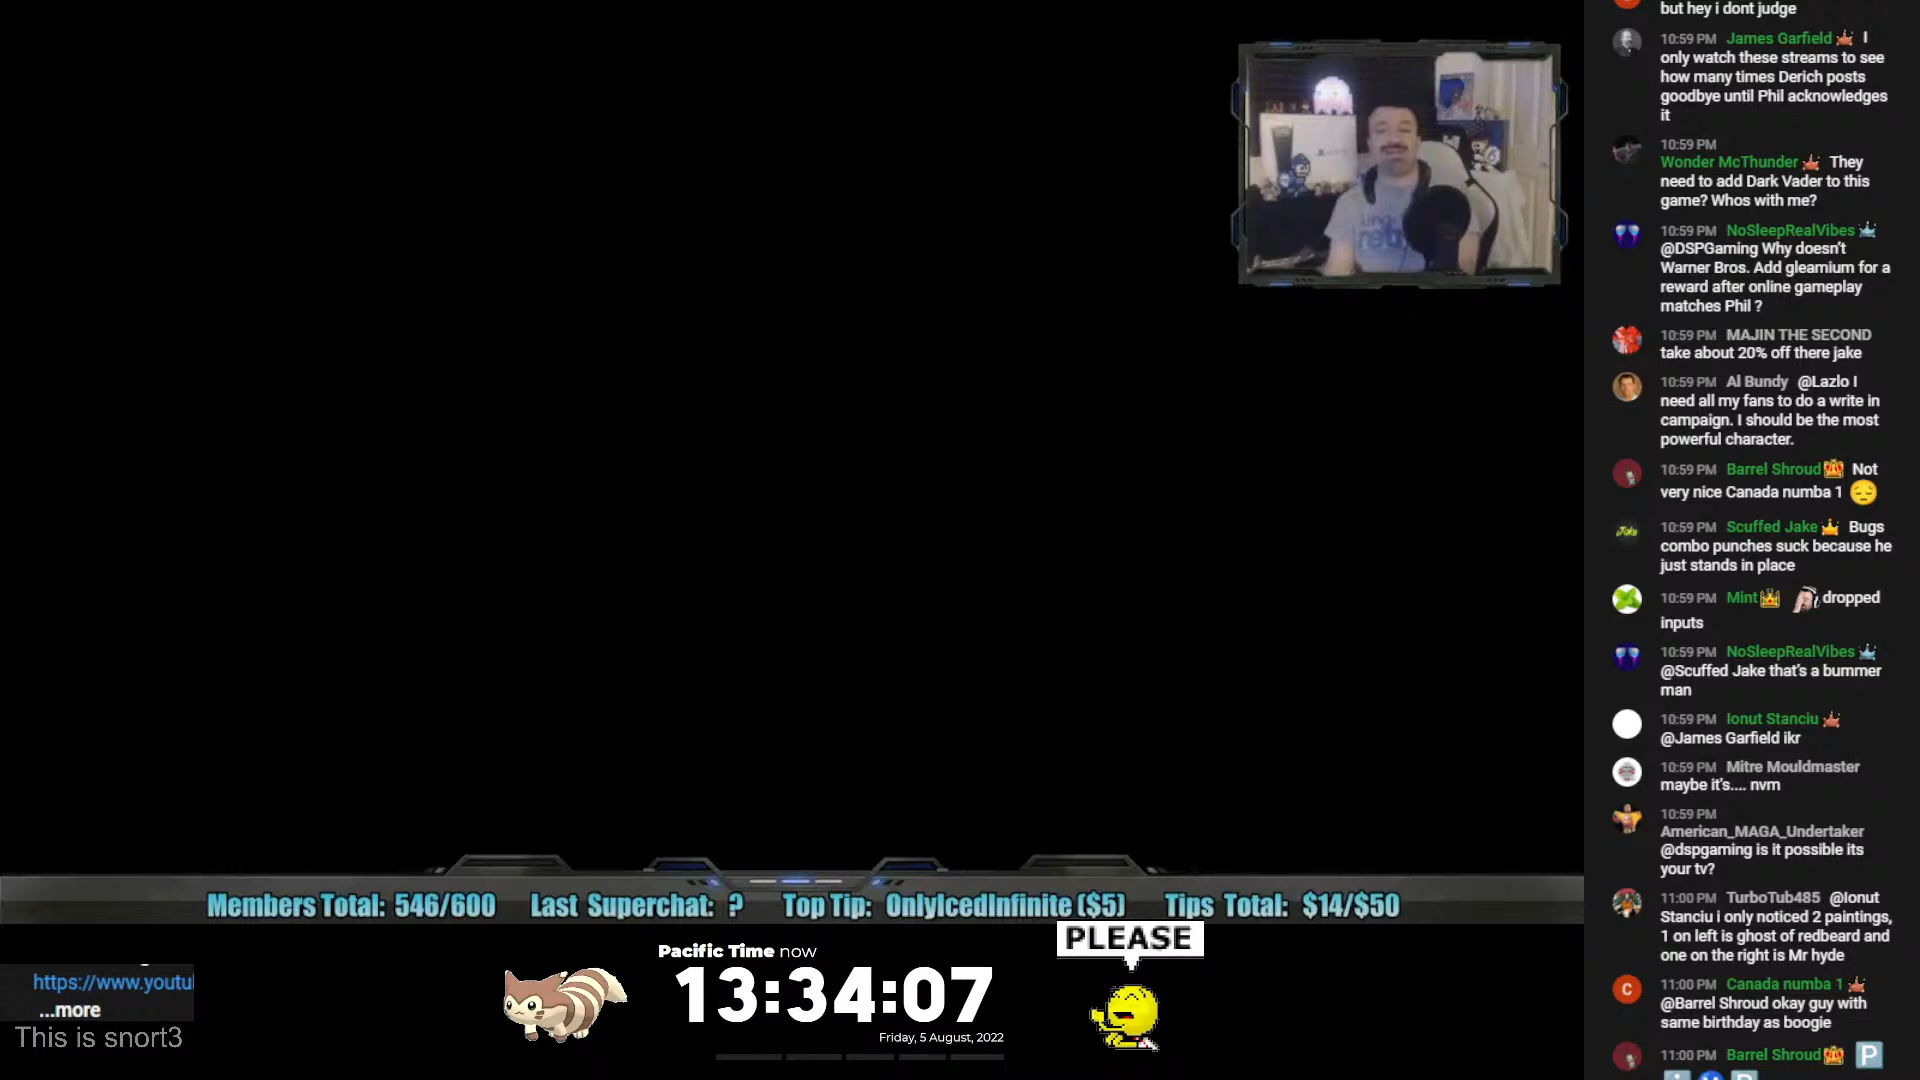 but hey i dont judge
10:59 PM James Garfield I
only watch these streams to see
how many times Derich posts
goodbye until Phil acknowledges
it
10:59 PM
Wonder McThunder They
need to add Dark Vader to this
game? Whos with me?
10:59 PM NoSleepRealVibes
@DSPGaming Why doesn't
Warner Bros. Add gleamium for a
reward after online gameplay
matches Phil ?
10:59 PM MAJIN THE SECOND
take about 20% off there jake
10:59 PM Al Bundy @Lazlo I
need all my fans to do a write in
campaign. I should be the most
powerful character.
10:59 PM Barrel Shroud Not
very nice Canada numba 1
10:59 PM Scuffed Jake Bugs
combo punches suck because he
just stands in place
10:59 PM Mint dropped
inputs
10:59 PM NoSleepRealVibes
@Scuffed Jake that's a bummer
man
10:59 PM Ionut Stanciu
@James Garfield ikr
10:59 PM Mitre Mouldmaster
maybe it's.... nvm
10:59 PM
American_MAGA_Undertaker
@dspgaming is it possible its
your tv?
11:00 PM TurboTub485 @Ionut
Stanciu i only noticed 2 paintings,
1 on left is ghost of redbeard and
one on the right is Mr hyde
11:00 PM Canada numba 1
@Barrel Shroud okay guy with
same birthday as boogie
11:00 PM Barrel Shroud P
Members Total: 546/600 Last Superchat: ? Top Tip: OnlyIcedInfinite ($5) Tips Total: $14/$50
PLEASE
Pacific Time now
13:34:07
Friday, 5 August, 2022
https://www.youtu
...more
This is snort3